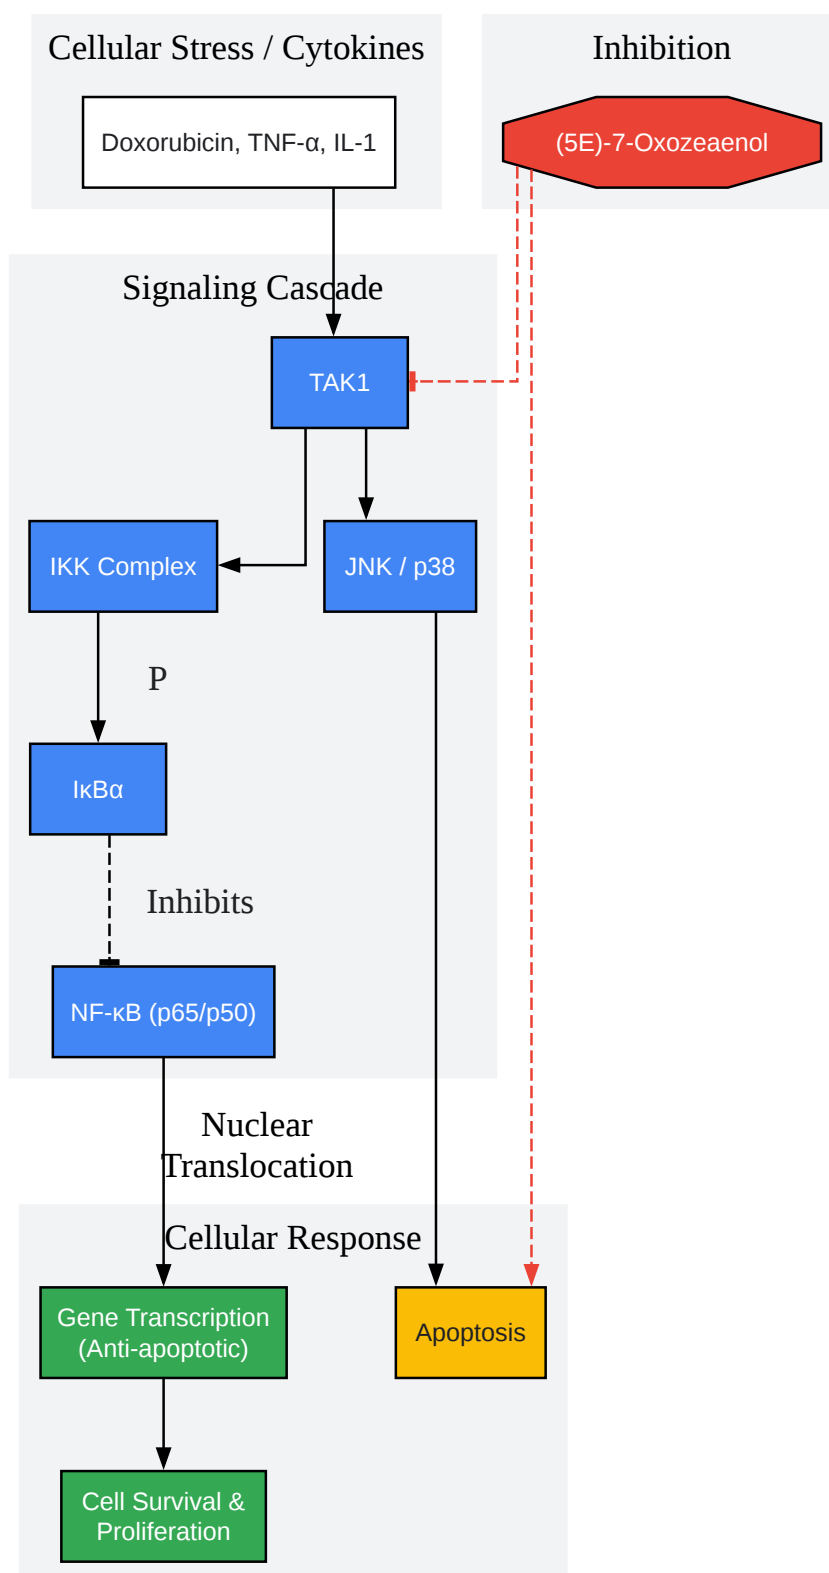 Cellular Stress / Cytokines
Inhibition
Doxorubicin, TNF-α, IL-1
(5E)-7-Oxozeaenol
Signaling Cascade
TAK1
IKK Complex
JNK / p38
P
IκBα
Inhibits
NF-κB (p65/p50)
Nuclear
Translocation
Cellular Response
Gene Transcription
(Anti-apoptotic)
Apoptosis
Cell Survival &
Proliferation